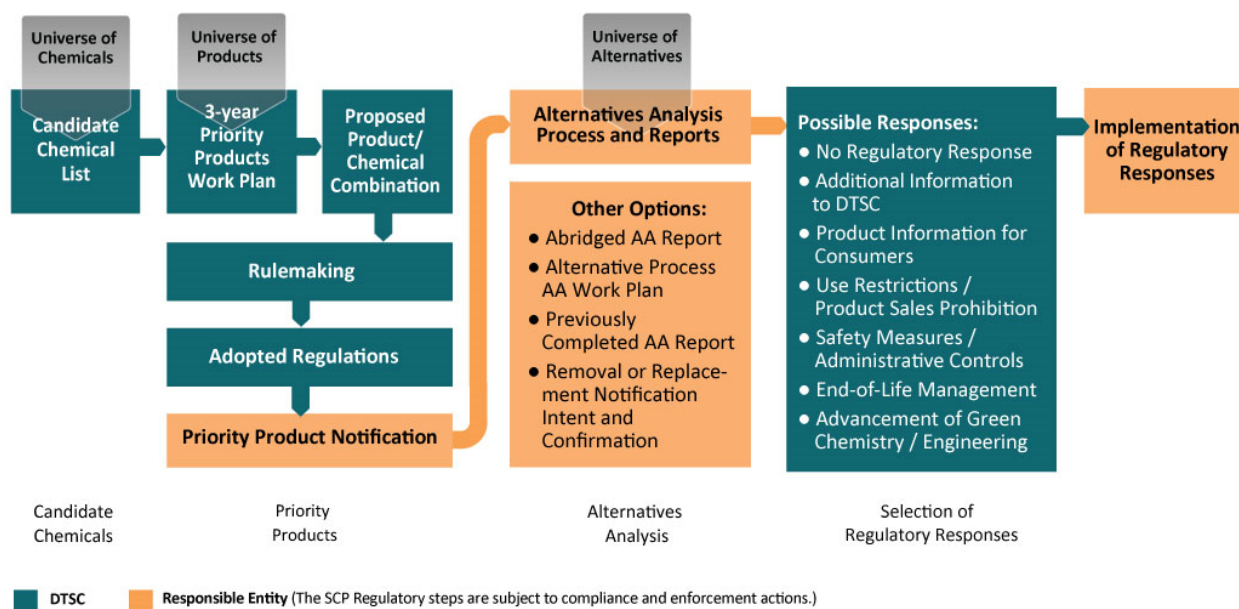 Universe of
Chemicals
Candidate
Chemical
List
Universe of
Products
3-year
Priority
Products
Work Plan
Proposed
Product/
Chemical
Combination
Rulemaking
Adopted Regulations
Priority Product Notification
Universe of
Alternatives
Alternatives Analysis
Process and Reports
Other Options:
● Abridged AA Report
● Alternative Process
AA Work Plan
● Previously
Completed AA Report
● Removal or Replace-
ment Notification
Intent and
Confirmation
Possible Responses:
● No Regulatory Response
● Additional Information
to DTSC
● Product Information for
Consumers
● Use Restrictions /
Product Sales Prohibition
● Safety Measures /
Administrative Controls
● End-of-Life Management
● Advancement of Green
Chemistry / Engineering
Implementation
of Regulatory
Responses
Candidate
Chemicals
Priority
Products
Alternatives
Analysis
Selection of
Regulatory Responses
DTSC
Responsible Entity (The SCP Regulatory steps are subject to compliance and enforcement actions.)